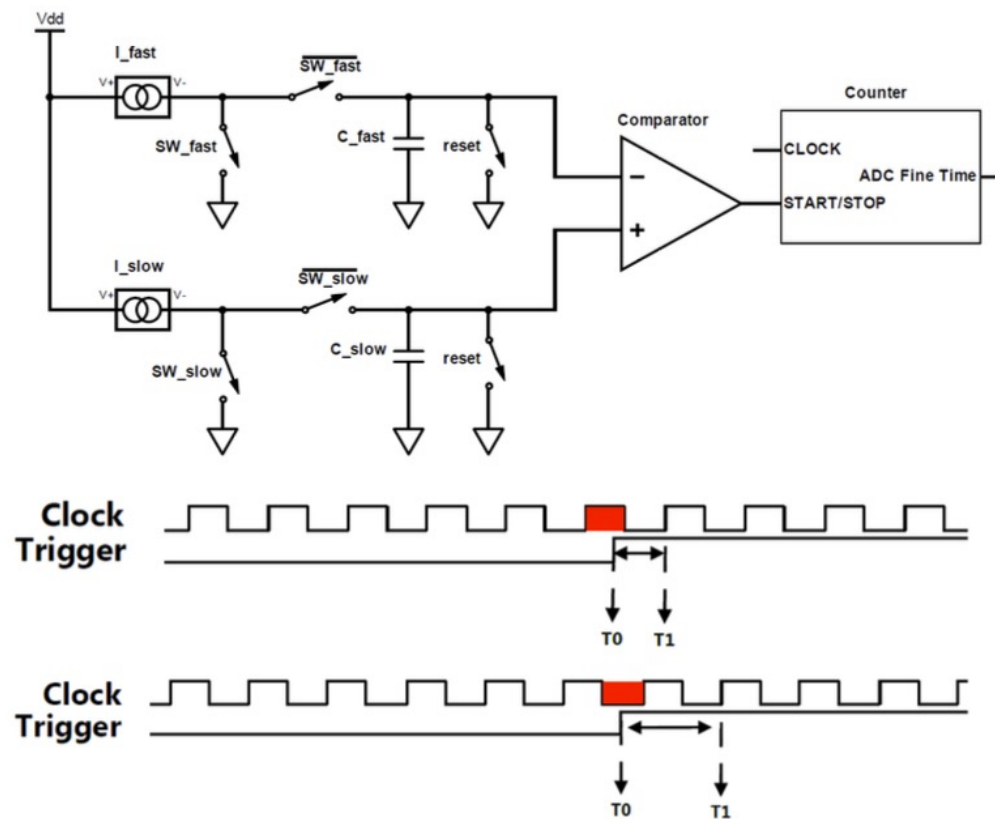 Vdd
I_fast
V+
V-
SW_fast
SW_fast
C_fast
reset
Comparator
Counter
CLOCK
ADC Fine Time
START/STOP
−
+
I_slow
V+
V-
SW_slow
SW_slow
C_slow
reset
Clock
Trigger
T0
T1
Clock
Trigger
T0
T1